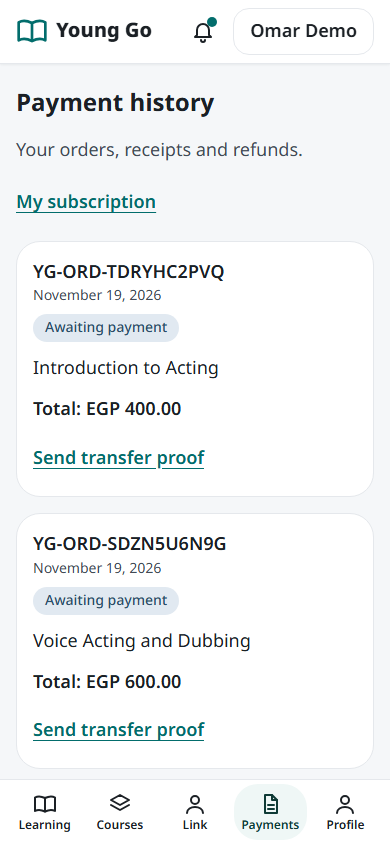 Young Go
Omar Demo
Payment history
Your orders, receipts and refunds.
My subscription
YG-ORD-TDRYHC2PVQ
November 19, 2026
Awaiting payment
Introduction to Acting
Total: EGP 400.00
Send transfer proof
YG-ORD-SDZN5U6N9G
November 19, 2026
Awaiting payment
Voice Acting and Dubbing
Total: EGP 600.00
Send transfer proof
Learning
Courses
Link
Payments
Profile